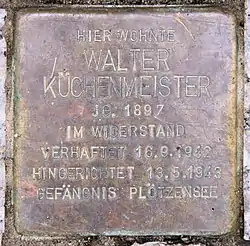 HIER WOHNTE
WALTER
KÜCHENMEISTER
JG. 1897
IM WIDERSTAND
VERHAFTET 16.9.1942
HINGERICHTET 13.5.1943
GEFÄNGNIS PLÖTZENSEE